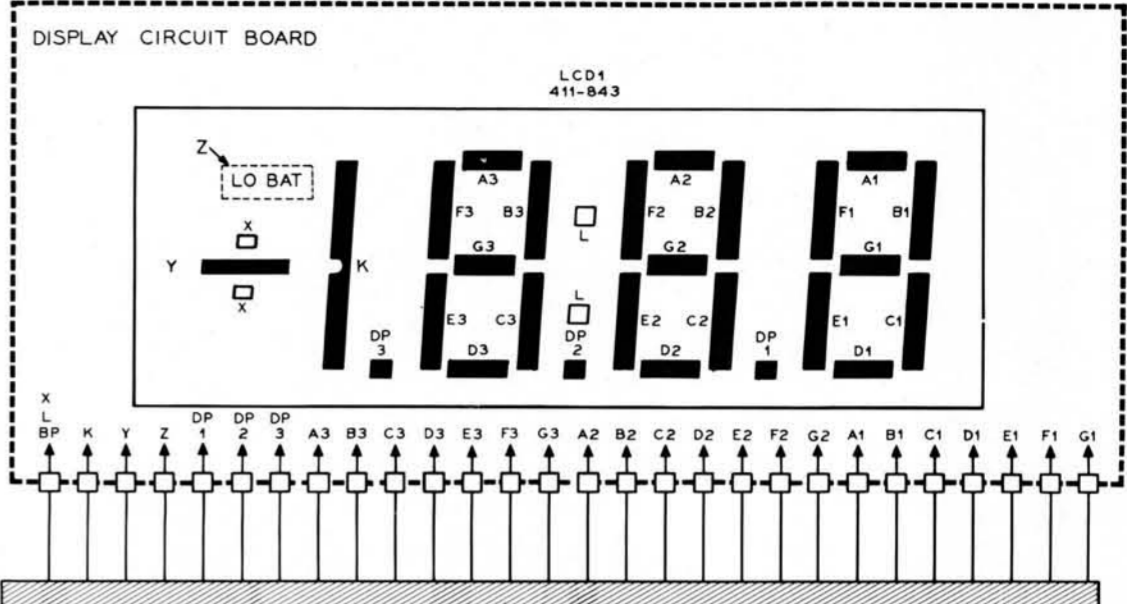 DISPLAY CIRCUIT BOARD
LCD1
411-843
Z
LO BAT
A3 A2 A1
X F3 B3 L F2 B2 F1 B1
G3 G2 G1
Y K
X L
E3 C3 E2 C2 E1 C1
DP 3 D3 DP 2 D2 DP 1 D1
X
L DP DP DP
BP K Y Z 1 2 3 A3 B3 C3 D3 E3 F3 G3 A2 B2 C2 D2 E2 F2 G2 A1 B1 C1 D1 E1 F1 G1